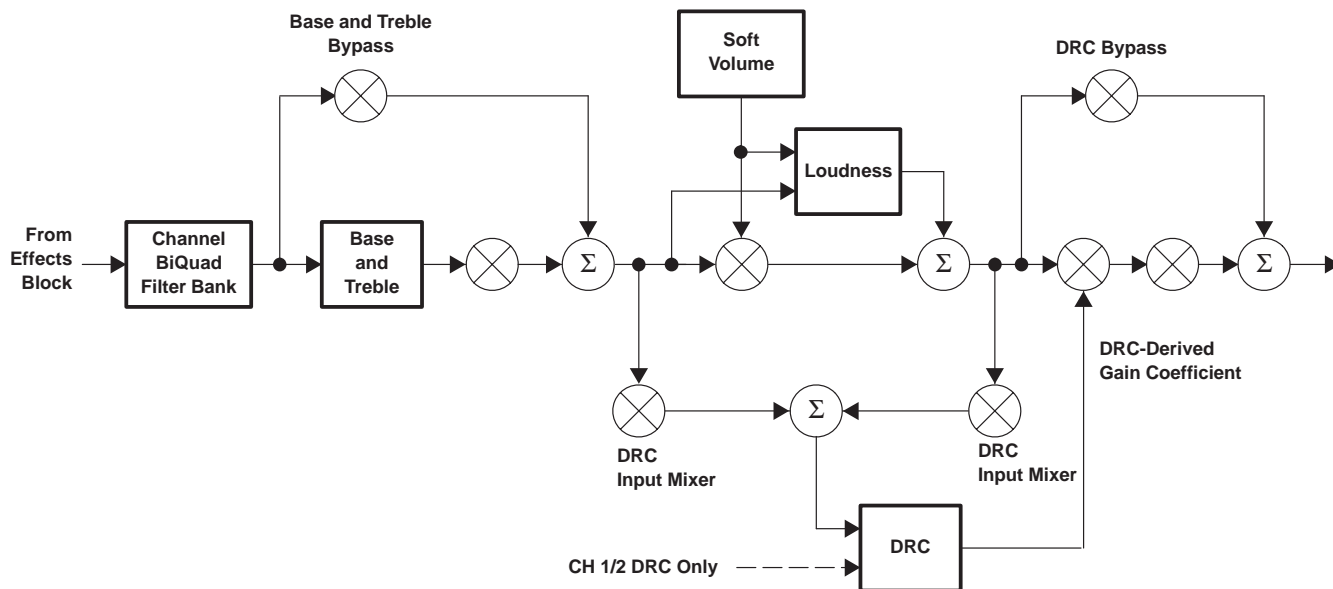 Base and Treble
Bypass
Soft
Volume
DRC Bypass
Loudness
From
Effects
Block
Channel
BiQuad
Filter Bank
Base
and
Treble
Σ
Σ
Σ
DRC-Derived
Gain Coefficient
Σ
DRC
Input Mixer
DRC
Input Mixer
DRC
CH 1/2 DRC Only